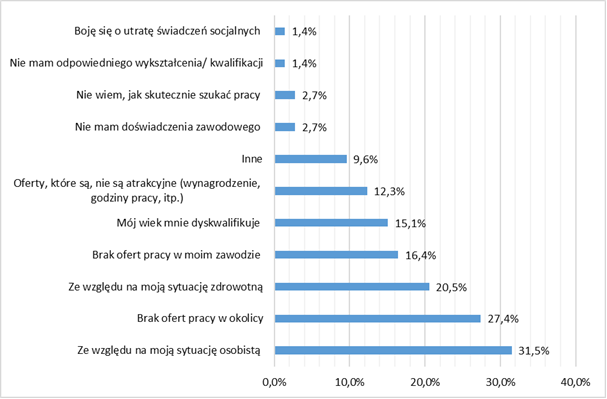 Boję się o utratę świadczeń socjalnych 1,4%
Nie mam odpowiedniego wykształcenia/ kwalifikacji 1,4%
Nie wiem, jak skutecznie szukać pracy 2,7%
Nie mam doświadczenia zawodowego 2,7%
Inne 9,6%
Oferty, które są, nie są atrakcyjne (wynagrodzenie,
godziny pracy, itp.) 12,3%
Mój wiek mnie dyskwalifikuje 15,1%
Brak ofert pracy w moim zawodzie 16,4%
Ze względu na moją sytuację zdrowotną 20,5%
Brak ofert pracy w okolicy 27,4%
Ze względu na moją sytuację osobistą 31,5%
0,0% 10,0% 20,0% 30,0% 40,0%